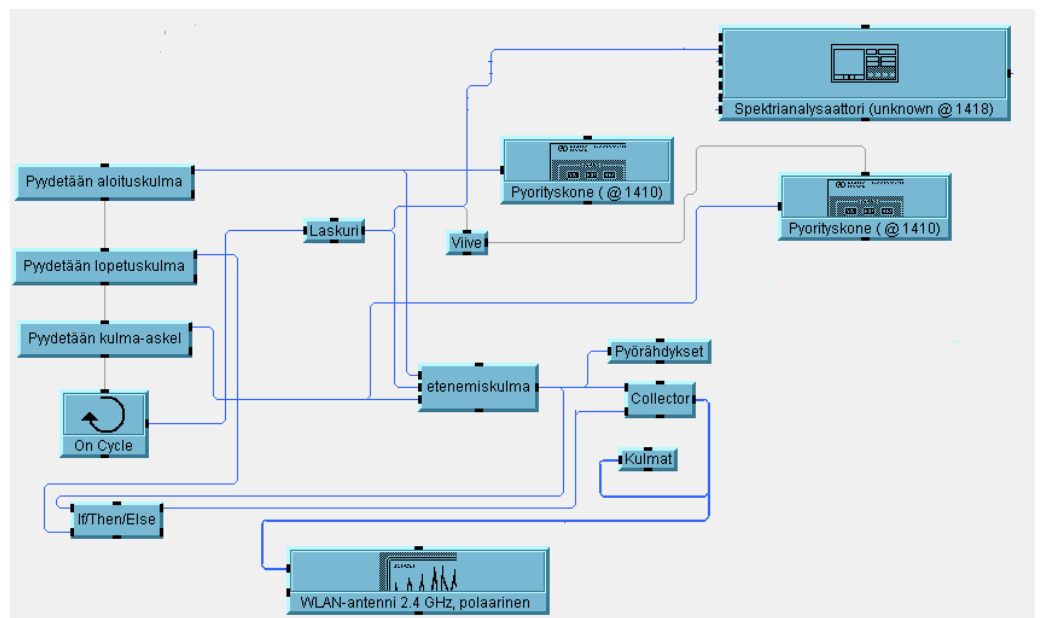 Spektrianalysaattori (unknown @ 1418)
Pyydetään aloituskulma
Pyorityskone ( @ 1410)
Pyorityskone ( @ 1410)
Laskuri
Viive
Pyydetään lopetuskulma
Pyydetään kulma-askel
Pyörähdykset
etenemiskulma
Collector
On Cycle
Kulmat
If/Then/Else
WLAN-antenni 2.4 GHz, polaarinen